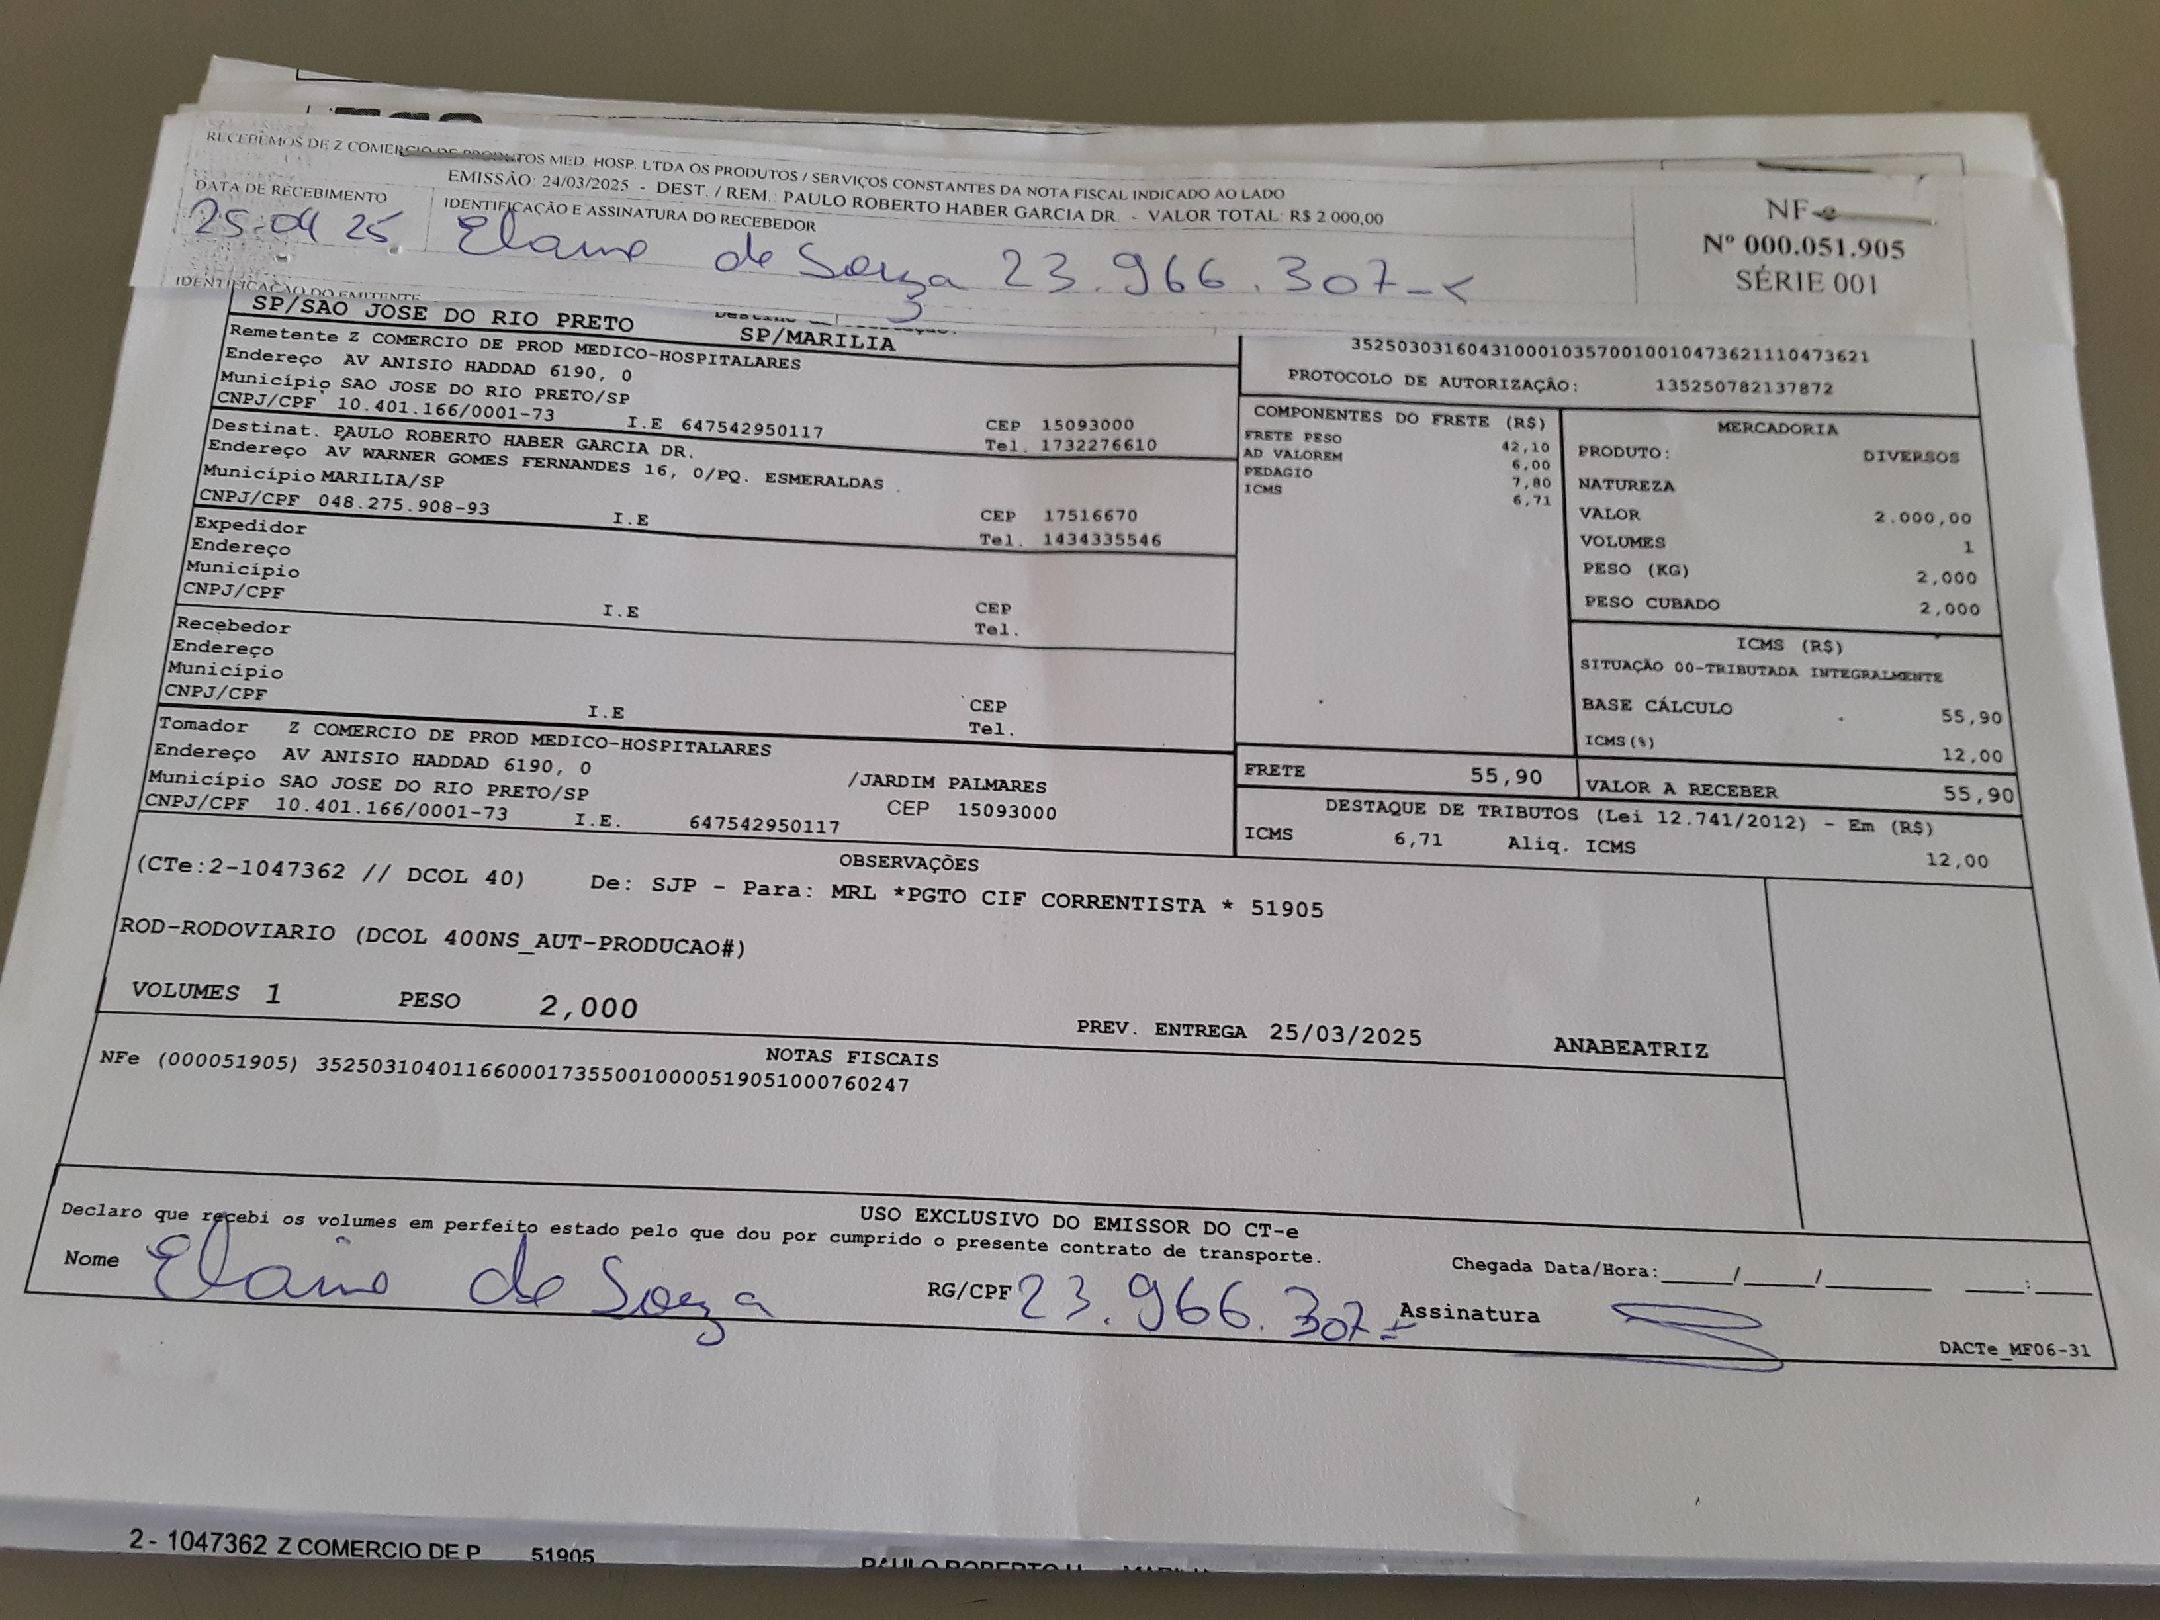 RECEBEMOS DE Z COMERCIO DE PRODUTOS MED. HOSP. LTDA OS PRODUTOS / SERVIÇOS CONSTANTES DA NOTA FISCAL INDICADO AO LADO
EMISSÃO: 24/03/2025 - DEST. / REM.: PAULO ROBERTO HABER GARCIA DR. - VALOR TOTAL: R$ 2 000,00
NF-e
Nº 000.051.905
SÉRIE 001
DATA DE RECEBIMENTO
IDENTIFICAÇÃO E ASSINATURA DO RECEBEDOR
25.04 25 Elaine de Souza 23.966.307-
IDENTIFICAÇÃO DO EMITENTE
SP/SAO JOSE DO RIO PRETO SP/MARILIA
Remetente Z COMERCIO DE PROD MEDICO-HOSPITALARES
Endereço AV ANISIO HADDAD 6190, 0
Município SAO JOSE DO RIO PRETO/SP CEP 15093000
CNPJ/CPF 10.401.166/0001-73 I.E 647542950117 Tel. 1732276610
Destinat. PAULO ROBERTO HABER GARCIA DR.
Endereço AV WARNER GOMES FERNANDES 16, 0/PQ. ESMERALDAS
Município MARILIA/SP CEP 17516670
CNPJ/CPF 048.275.908-93 I.E Tel. 1434335546
Expedidor
Endereço
Município CEP
CNPJ/CPF I.E Tel.
Recebedor
Endereço
Município CEP
CNPJ/CPF I.E Tel.
Tomador Z COMERCIO DE PROD MEDICO-HOSPITALARES
Endereço AV ANISIO HADDAD 6190, 0 /JARDIM PALMARES
Município SAO JOSE DO RIO PRETO/SP CEP 15093000
CNPJ/CPF 10.401.166/0001-73 I.E. 647542950117
35250303160431000103570010010473621110473621
PROTOCOLO DE AUTORIZAÇÃO: 135250782137872
COMPONENTES DO FRETE (R$)
FRETE PESO 42,10
AD VALOREM 6,00
PEDAGIO 7,80
ICMS 6,71
MERCADORIA
PRODUTO: DIVERSOS
NATUREZA
VALOR 2.000,00
VOLUMES 1
PESO (KG) 2,000
PESO CUBADO 2,000
ICMS (R$)
SITUAÇÃO 00-TRIBUTADA INTEGRALMENTE
BASE CÁLCULO 55,90
ICMS(%) 12,00
FRETE 55,90 VALOR A RECEBER 55,90
DESTAQUE DE TRIBUTOS (Lei 12.741/2012) - Em (R$)
ICMS 6,71 Aliq. ICMS 12,00
OBSERVAÇÕES
(CTe:2-1047362 // DCOL 40) De: SJP - Para: MRL *PGTO CIF CORRENTISTA * 51905
ROD-RODOVIARIO (DCOL 400NS_AUT-PRODUCAO#)
VOLUMES 1 PESO 2,000 PREV. ENTREGA 25/03/2025 ANABEATRIZ
NOTAS FISCAIS
NFe (000051905) 35250310401166000173550010000519051000760247
USO EXCLUSIVO DO EMISSOR DO CT-e
Declaro que recebi os volumes em perfeito estado pelo que dou por cumprido o presente contrato de transporte.
Chegada Data/Hora:____/____/______ ___:___
Nome Elaine de Souza RG/CPF 23.966.307- Assinatura
DACTe_MF06-31
2 - 1047362 Z COMERCIO DE P 51905 PAULO ROBERTO H